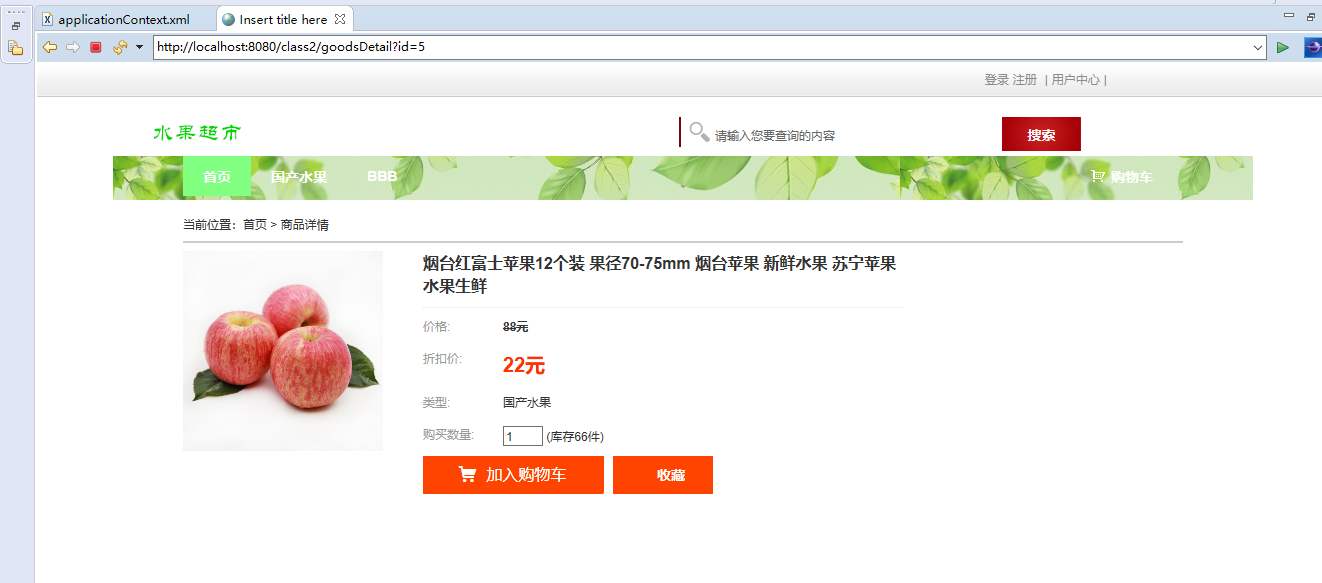 applicationContext.xml
Insert title here
http://localhost:8080/class2/goodsDetail?id=5
登录 注册 | 用户中心 |
水果超市
请输入您要查询的内容
搜索
首页 国产水果 BBB 购物车
当前位置: 首页 > 商品详情
烟台红富士苹果12个装 果径70-75mm 烟台苹果 新鲜水果 苏宁苹果
水果生鲜
价格: 88元
折扣价: 22元
类型: 国产水果
购买数量: 1 (库存66件)
加入购物车 收藏